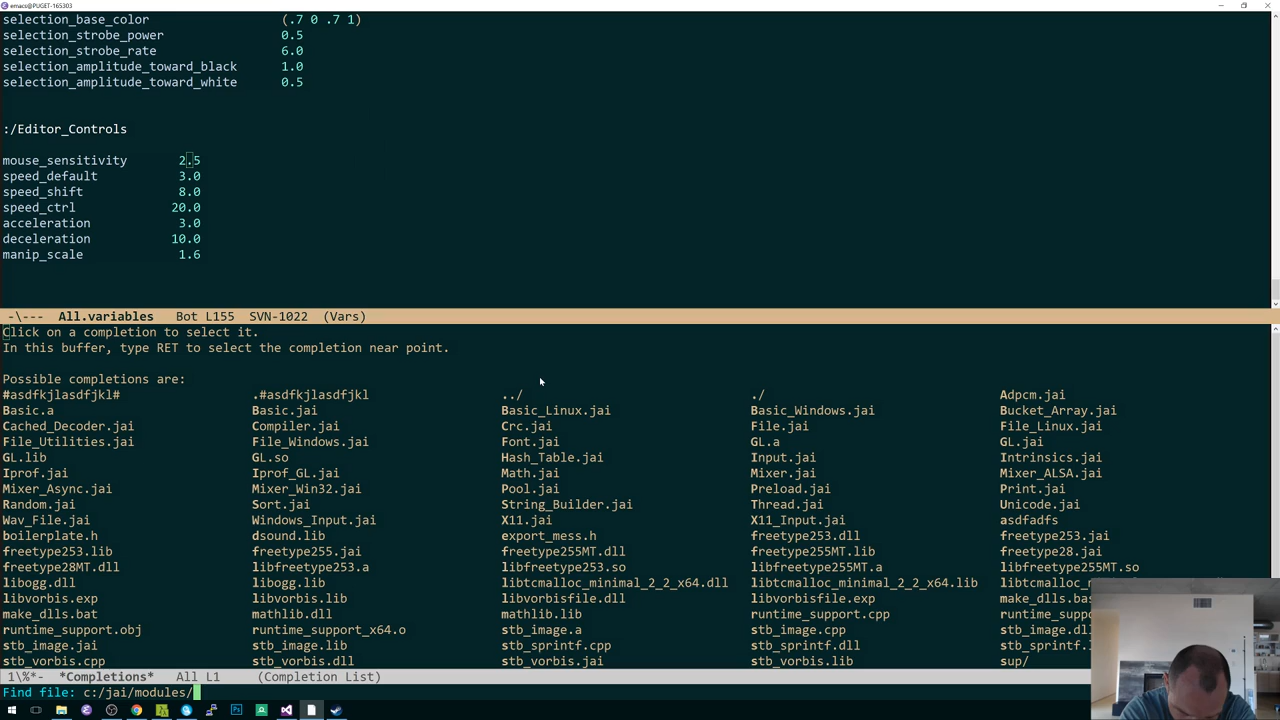 emacs@PUGET-165303
selection_base_color (.7 0 .7 1)
selection_strobe_power 0.5
selection_strobe_rate 6.0
selection_amplitude_toward_black 1.0
selection_amplitude_toward_white 0.5
:/Editor_Controls
mouse_sensitivity 2.5
speed_default 3.0
speed_shift 8.0
speed_ctrl 20.0
acceleration 3.0
deceleration 10.0
manip_scale 1.6
-\--- All.variables Bot L155 SVN-1022 (Vars)
Click on a completion to select it.
In this buffer, type RET to select the completion near point.
Possible completions are:
#asdfkjlasdfjkl# .#asdfkjlasdfjkl ../ ./ Adpcm.jai
Basic.a Basic.jai Basic_Linux.jai Basic_Windows.jai Bucket_Array.jai
Cached_Decoder.jai Compiler.jai Crc.jai File.jai File_Linux.jai
File_Utilities.jai File_Windows.jai Font.jai GL.a GL.jai
GL.lib GL.so Hash_Table.jai Input.jai Intrinsics.jai
Iprof.jai Iprof_GL.jai Math.jai Mixer.jai Mixer_ALSA.jai
Mixer_Async.jai Mixer_Win32.jai Pool.jai Preload.jai Print.jai
Random.jai Sort.jai String_Builder.jai Thread.jai Unicode.jai
Wav_File.jai Windows_Input.jai X11.jai X11_Input.jai asdfadfs
boilerplate.h dsound.lib export_mess.h freetype253.dll freetype253.jai
freetype253.lib freetype255.jai freetype255MT.dll freetype255MT.lib freetype28.jai
freetype28MT.dll libfreetype253.a libfreetype253.so libfreetype255MT.a libfreetype255MT.so
libogg.dll libogg.lib libtcmalloc_minimal_2_2_x64.dll libtcmalloc_minimal_2_2_x64.lib libtcmalloc_m
libvorbis.exp libvorbis.lib libvorbisfile.dll libvorbisfile.exp make_dlls.bas
make_dlls.bat mathlib.dll mathlib.lib runtime_support.cpp runtime_suppor
runtime_support.obj runtime_support_x64.o stb_image.a stb_image.cpp stb_image.dl
stb_image.jai stb_image.lib stb_sprintf.cpp stb_sprintf.dll stb_sprintf.
stb_vorbis.cpp stb_vorbis.dll stb_vorbis.jai stb_vorbis.lib sup/
1\%*- *Completions* All L1 (Completion List)
Find file: c:/jai/modules/